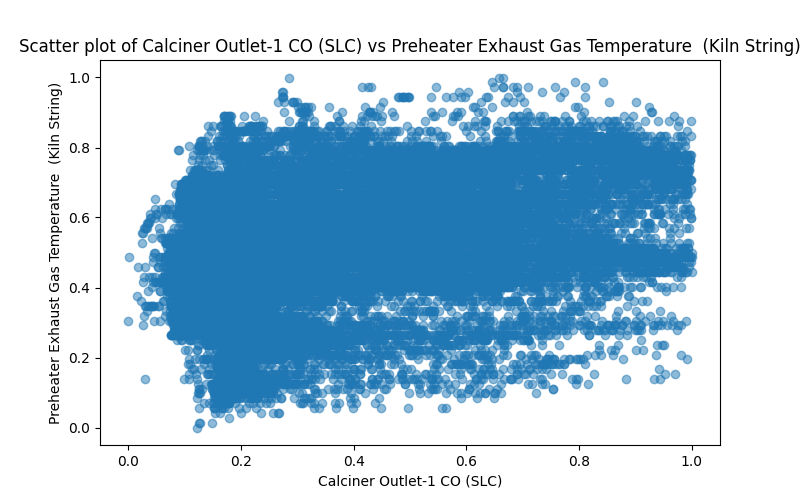 Scatter plot of Calciner Outlet-1 CO (SLC) vs Preheater Exhaust Gas Temperature  (Kiln String)
1.0
0.8
0.6
0.4
0.2
0.0
Preheater Exhaust Gas Temperature  (Kiln String)
0.0 0.2 0.4 0.6 0.8 1.0
Calciner Outlet-1 CO (SLC)